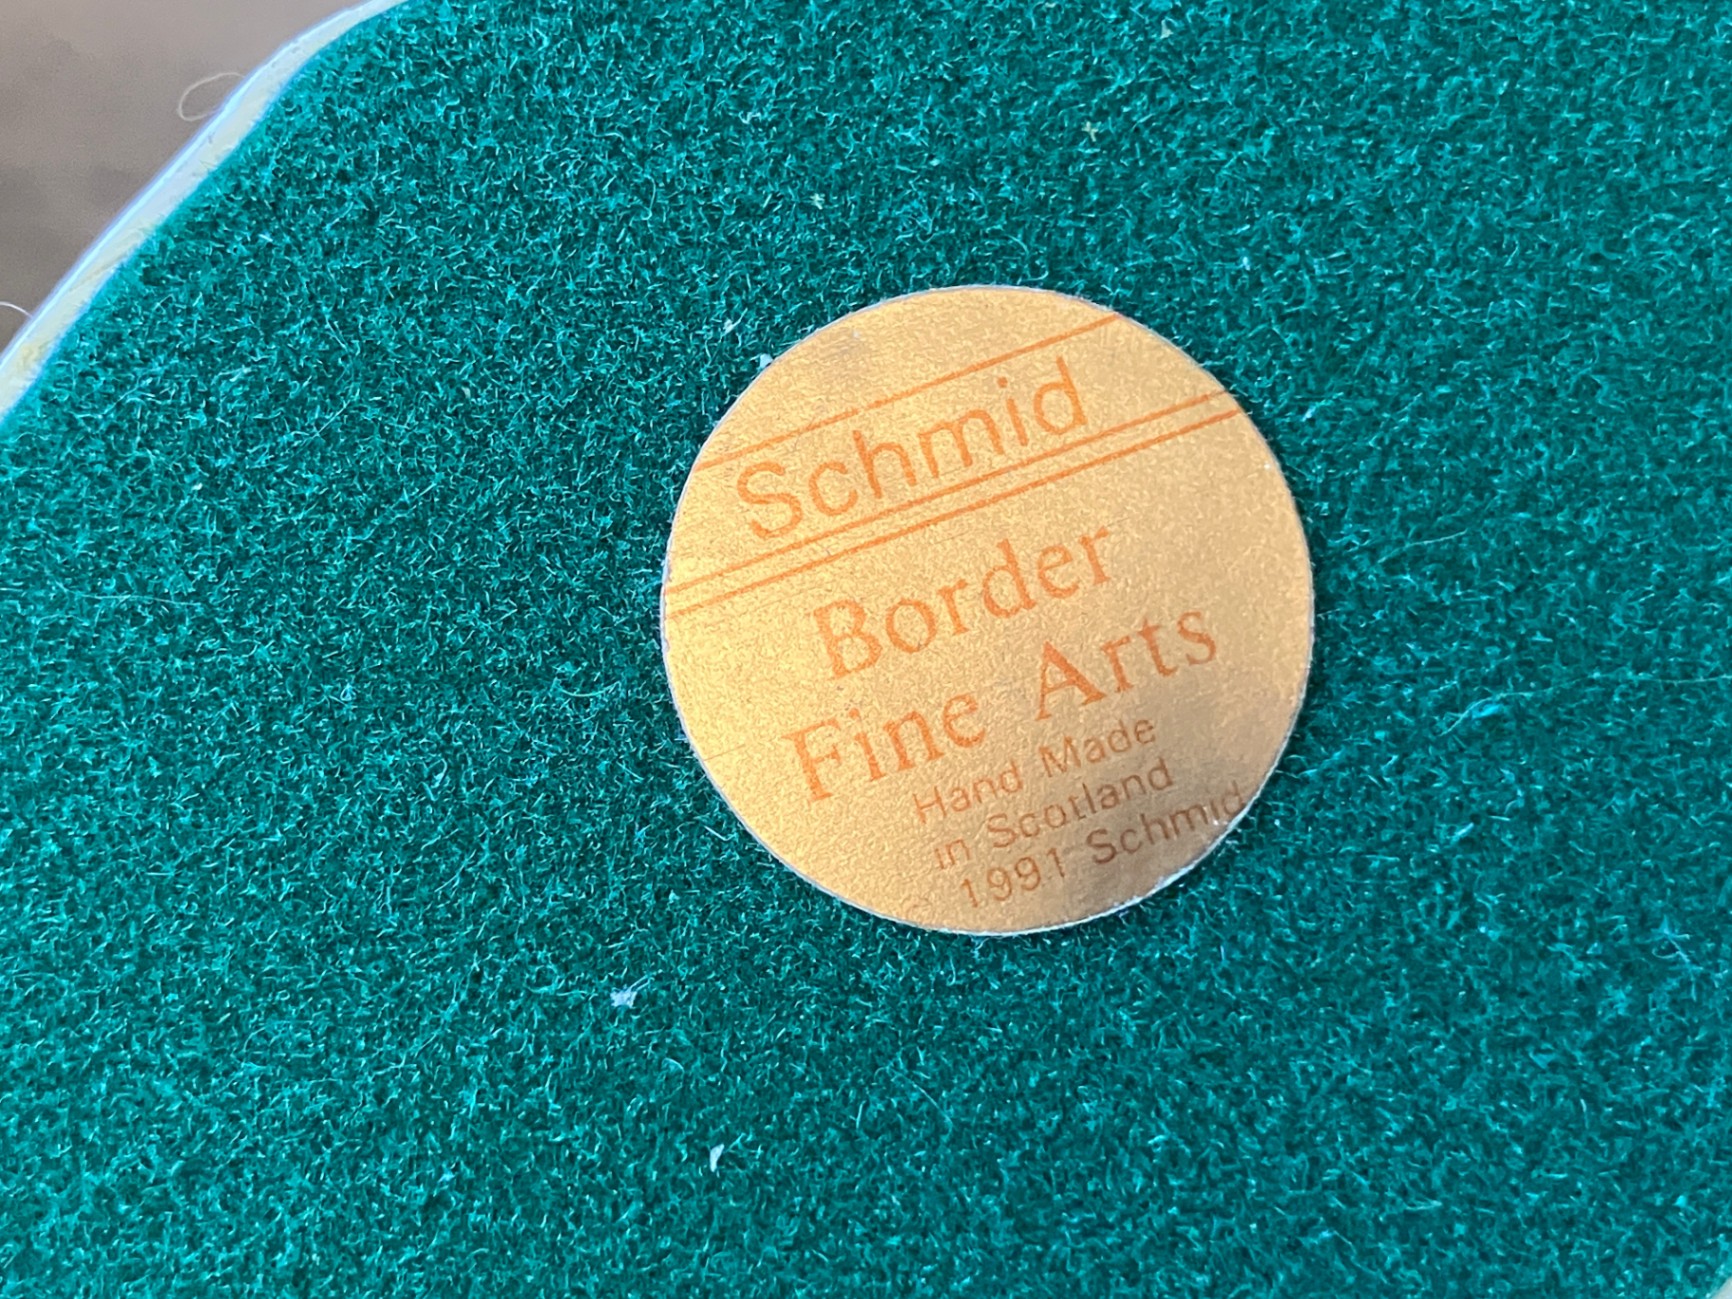 Schmid
Border
Fine Arts
Hand Made
in Scotland
1991 Schmid